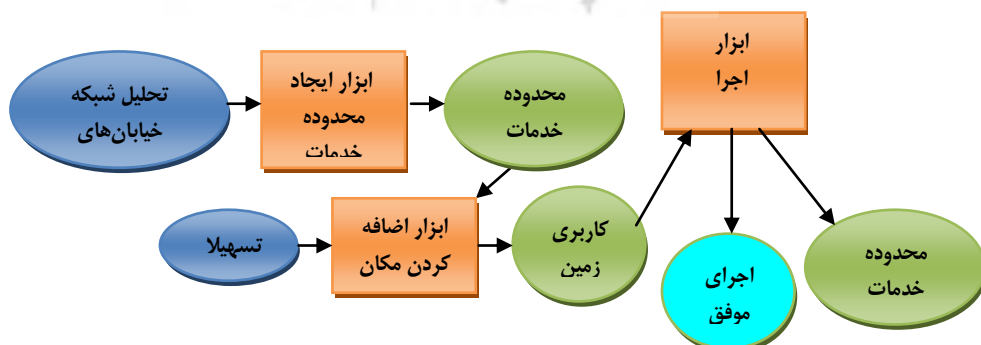 تحلیل شبکه
خیابان‌های
ابزار ایجاد
محدوده
خدمات
محدوده
خدمات
ابزار
اجرا
تسهیلا
ابزار اضافه
کردن مکان
کاربری
زمین
اجرای
موفق
محدوده
خدمات